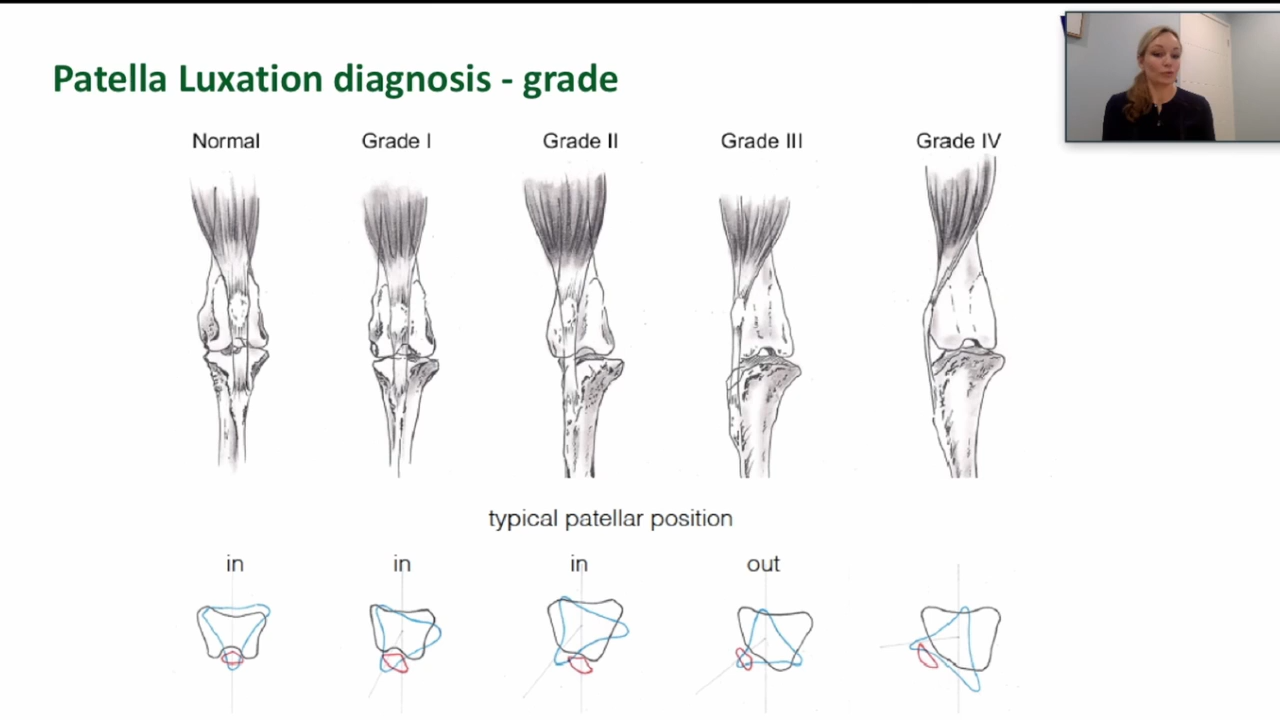 Patella Luxation diagnosis - grade
Normal Grade I Grade II Grade III Grade IV
typical patellar position
in in in out